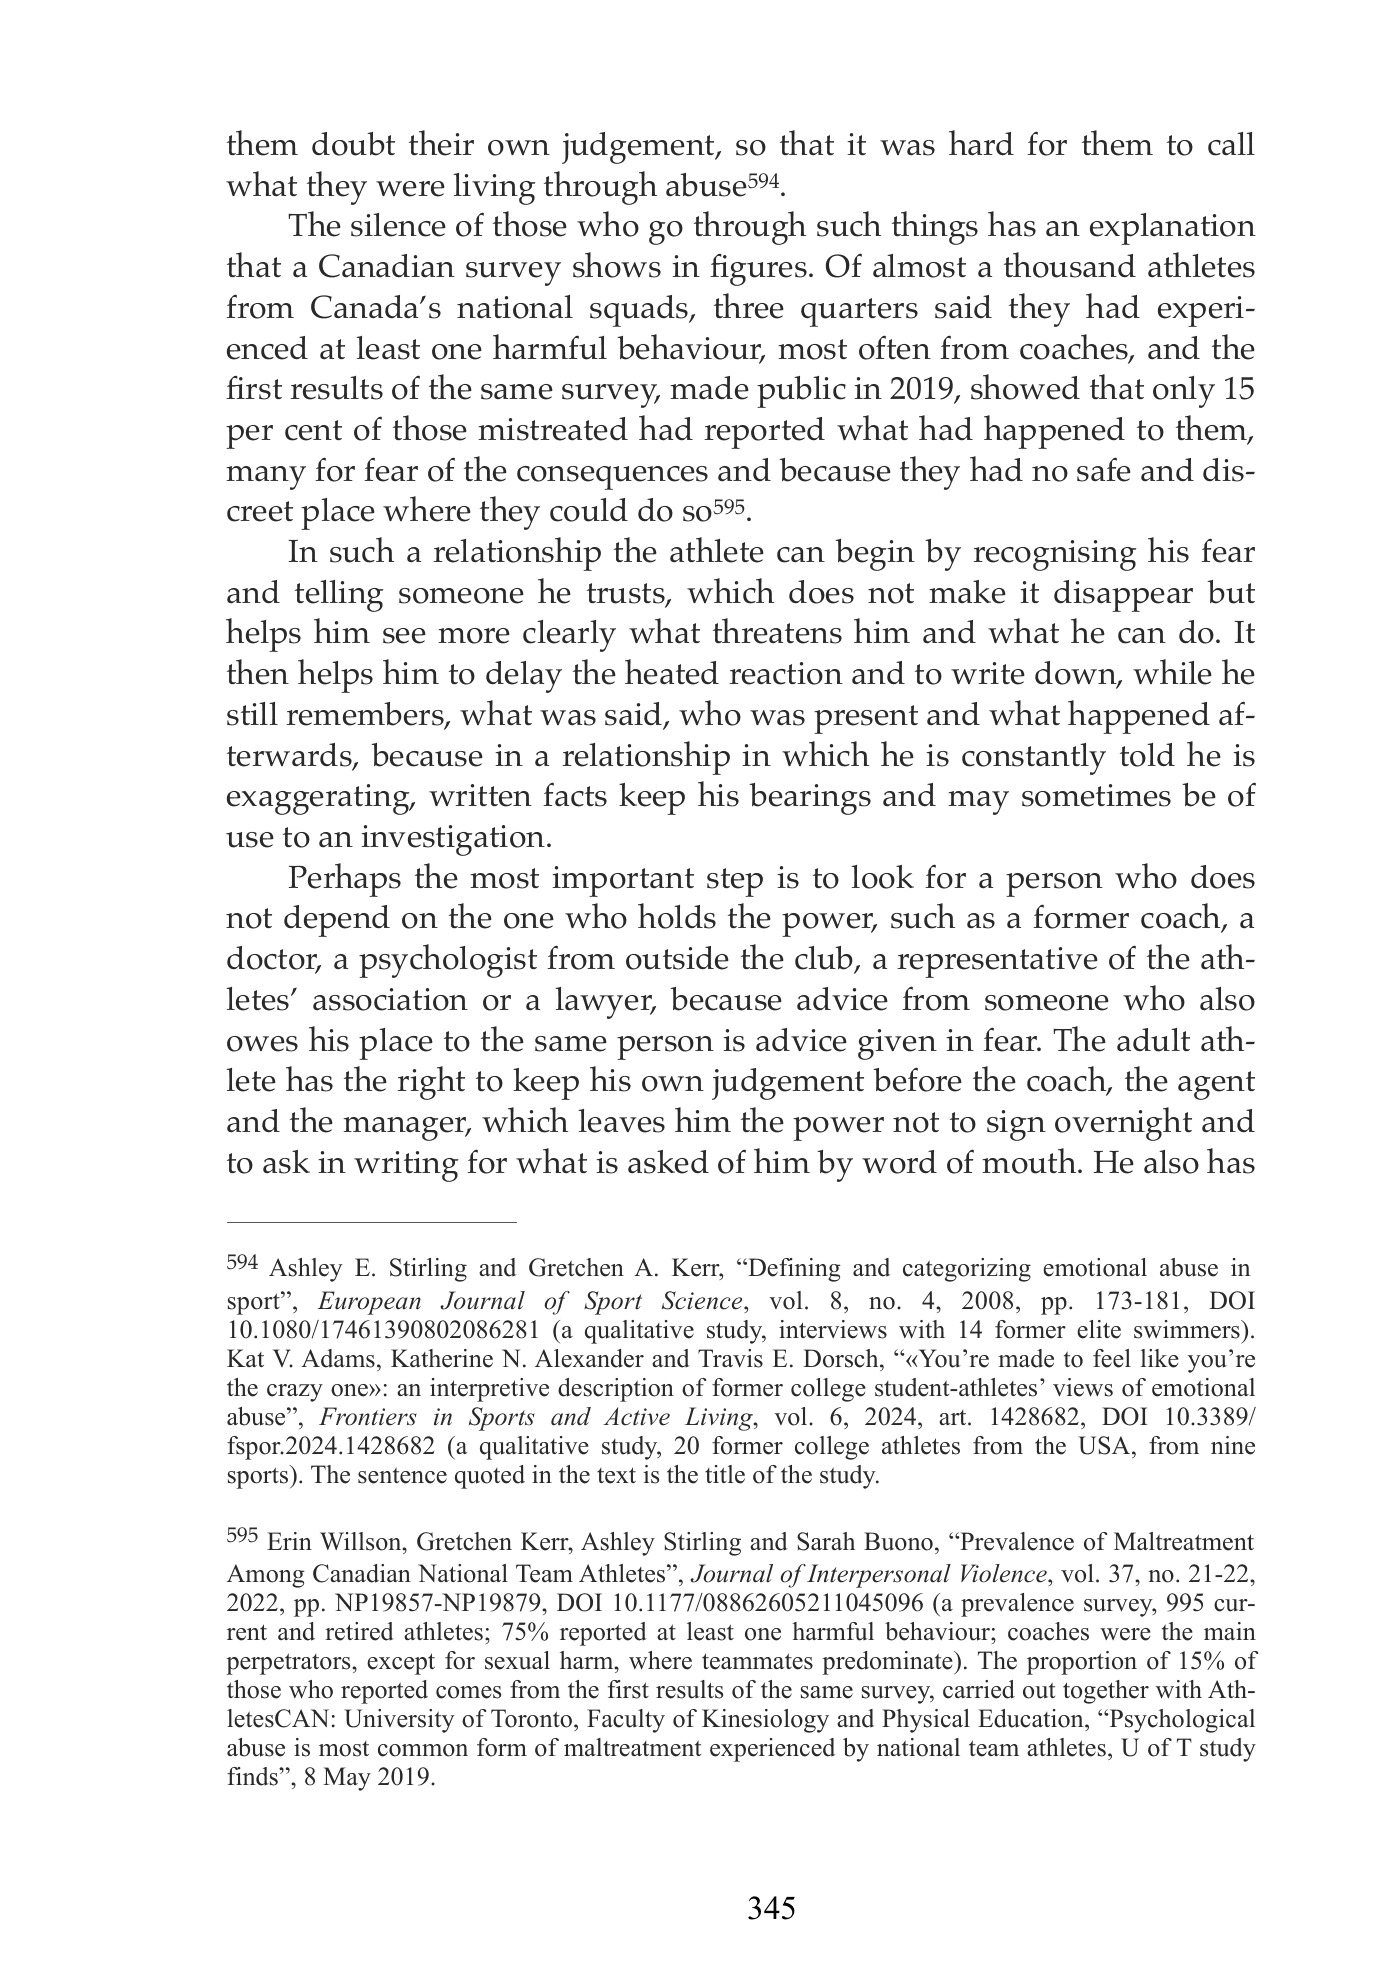 them doubt their own judgement, so that it was hard for them to call
what they were living through abuse594.
The silence of those who go through such things has an explanation
that a Canadian survey shows in figures. Of almost a thousand athletes
from Canada’s national squads, three quarters said they had experi-
enced at least one harmful behaviour, most often from coaches, and the
first results of the same survey, made public in 2019, showed that only 15
per cent of those mistreated had reported what had happened to them,
many for fear of the consequences and because they had no safe and dis-
creet place where they could do so595.
In such a relationship the athlete can begin by recognising his fear
and telling someone he trusts, which does not make it disappear but
helps him see more clearly what threatens him and what he can do. It
then helps him to delay the heated reaction and to write down, while he
still remembers, what was said, who was present and what happened af-
terwards, because in a relationship in which he is constantly told he is
exaggerating, written facts keep his bearings and may sometimes be of
use to an investigation.
Perhaps the most important step is to look for a person who does
not depend on the one who holds the power, such as a former coach, a
doctor, a psychologist from outside the club, a representative of the ath-
letes’ association or a lawyer, because advice from someone who also
owes his place to the same person is advice given in fear. The adult ath-
lete has the right to keep his own judgement before the coach, the agent
and the manager, which leaves him the power not to sign overnight and
to ask in writing for what is asked of him by word of mouth. He also has
594 Ashley E. Stirling and Gretchen A. Kerr, “Defining and categorizing emotional abuse in
sport”, European Journal of Sport Science, vol. 8, no. 4, 2008, pp. 173-181, DOI
10.1080/17461390802086281 (a qualitative study, interviews with 14 former elite swimmers).
Kat V. Adams, Katherine N. Alexander and Travis E. Dorsch, “«You’re made to feel like you’re
the crazy one»: an interpretive description of former college student-athletes’ views of emotional
abuse”, Frontiers in Sports and Active Living, vol. 6, 2024, art. 1428682, DOI 10.3389/
fspor.2024.1428682 (a qualitative study, 20 former college athletes from the USA, from nine
sports). The sentence quoted in the text is the title of the study.
595 Erin Willson, Gretchen Kerr, Ashley Stirling and Sarah Buono, “Prevalence of Maltreatment
Among Canadian National Team Athletes”, Journal of Interpersonal Violence, vol. 37, no. 21-22,
2022, pp. NP19857-NP19879, DOI 10.1177/08862605211045096 (a prevalence survey, 995 cur-
rent and retired athletes; 75% reported at least one harmful behaviour; coaches were the main
perpetrators, except for sexual harm, where teammates predominate). The proportion of 15% of
those who reported comes from the first results of the same survey, carried out together with Ath-
letesCAN: University of Toronto, Faculty of Kinesiology and Physical Education, “Psychological
abuse is most common form of maltreatment experienced by national team athletes, U of T study
finds”, 8 May 2019.
345